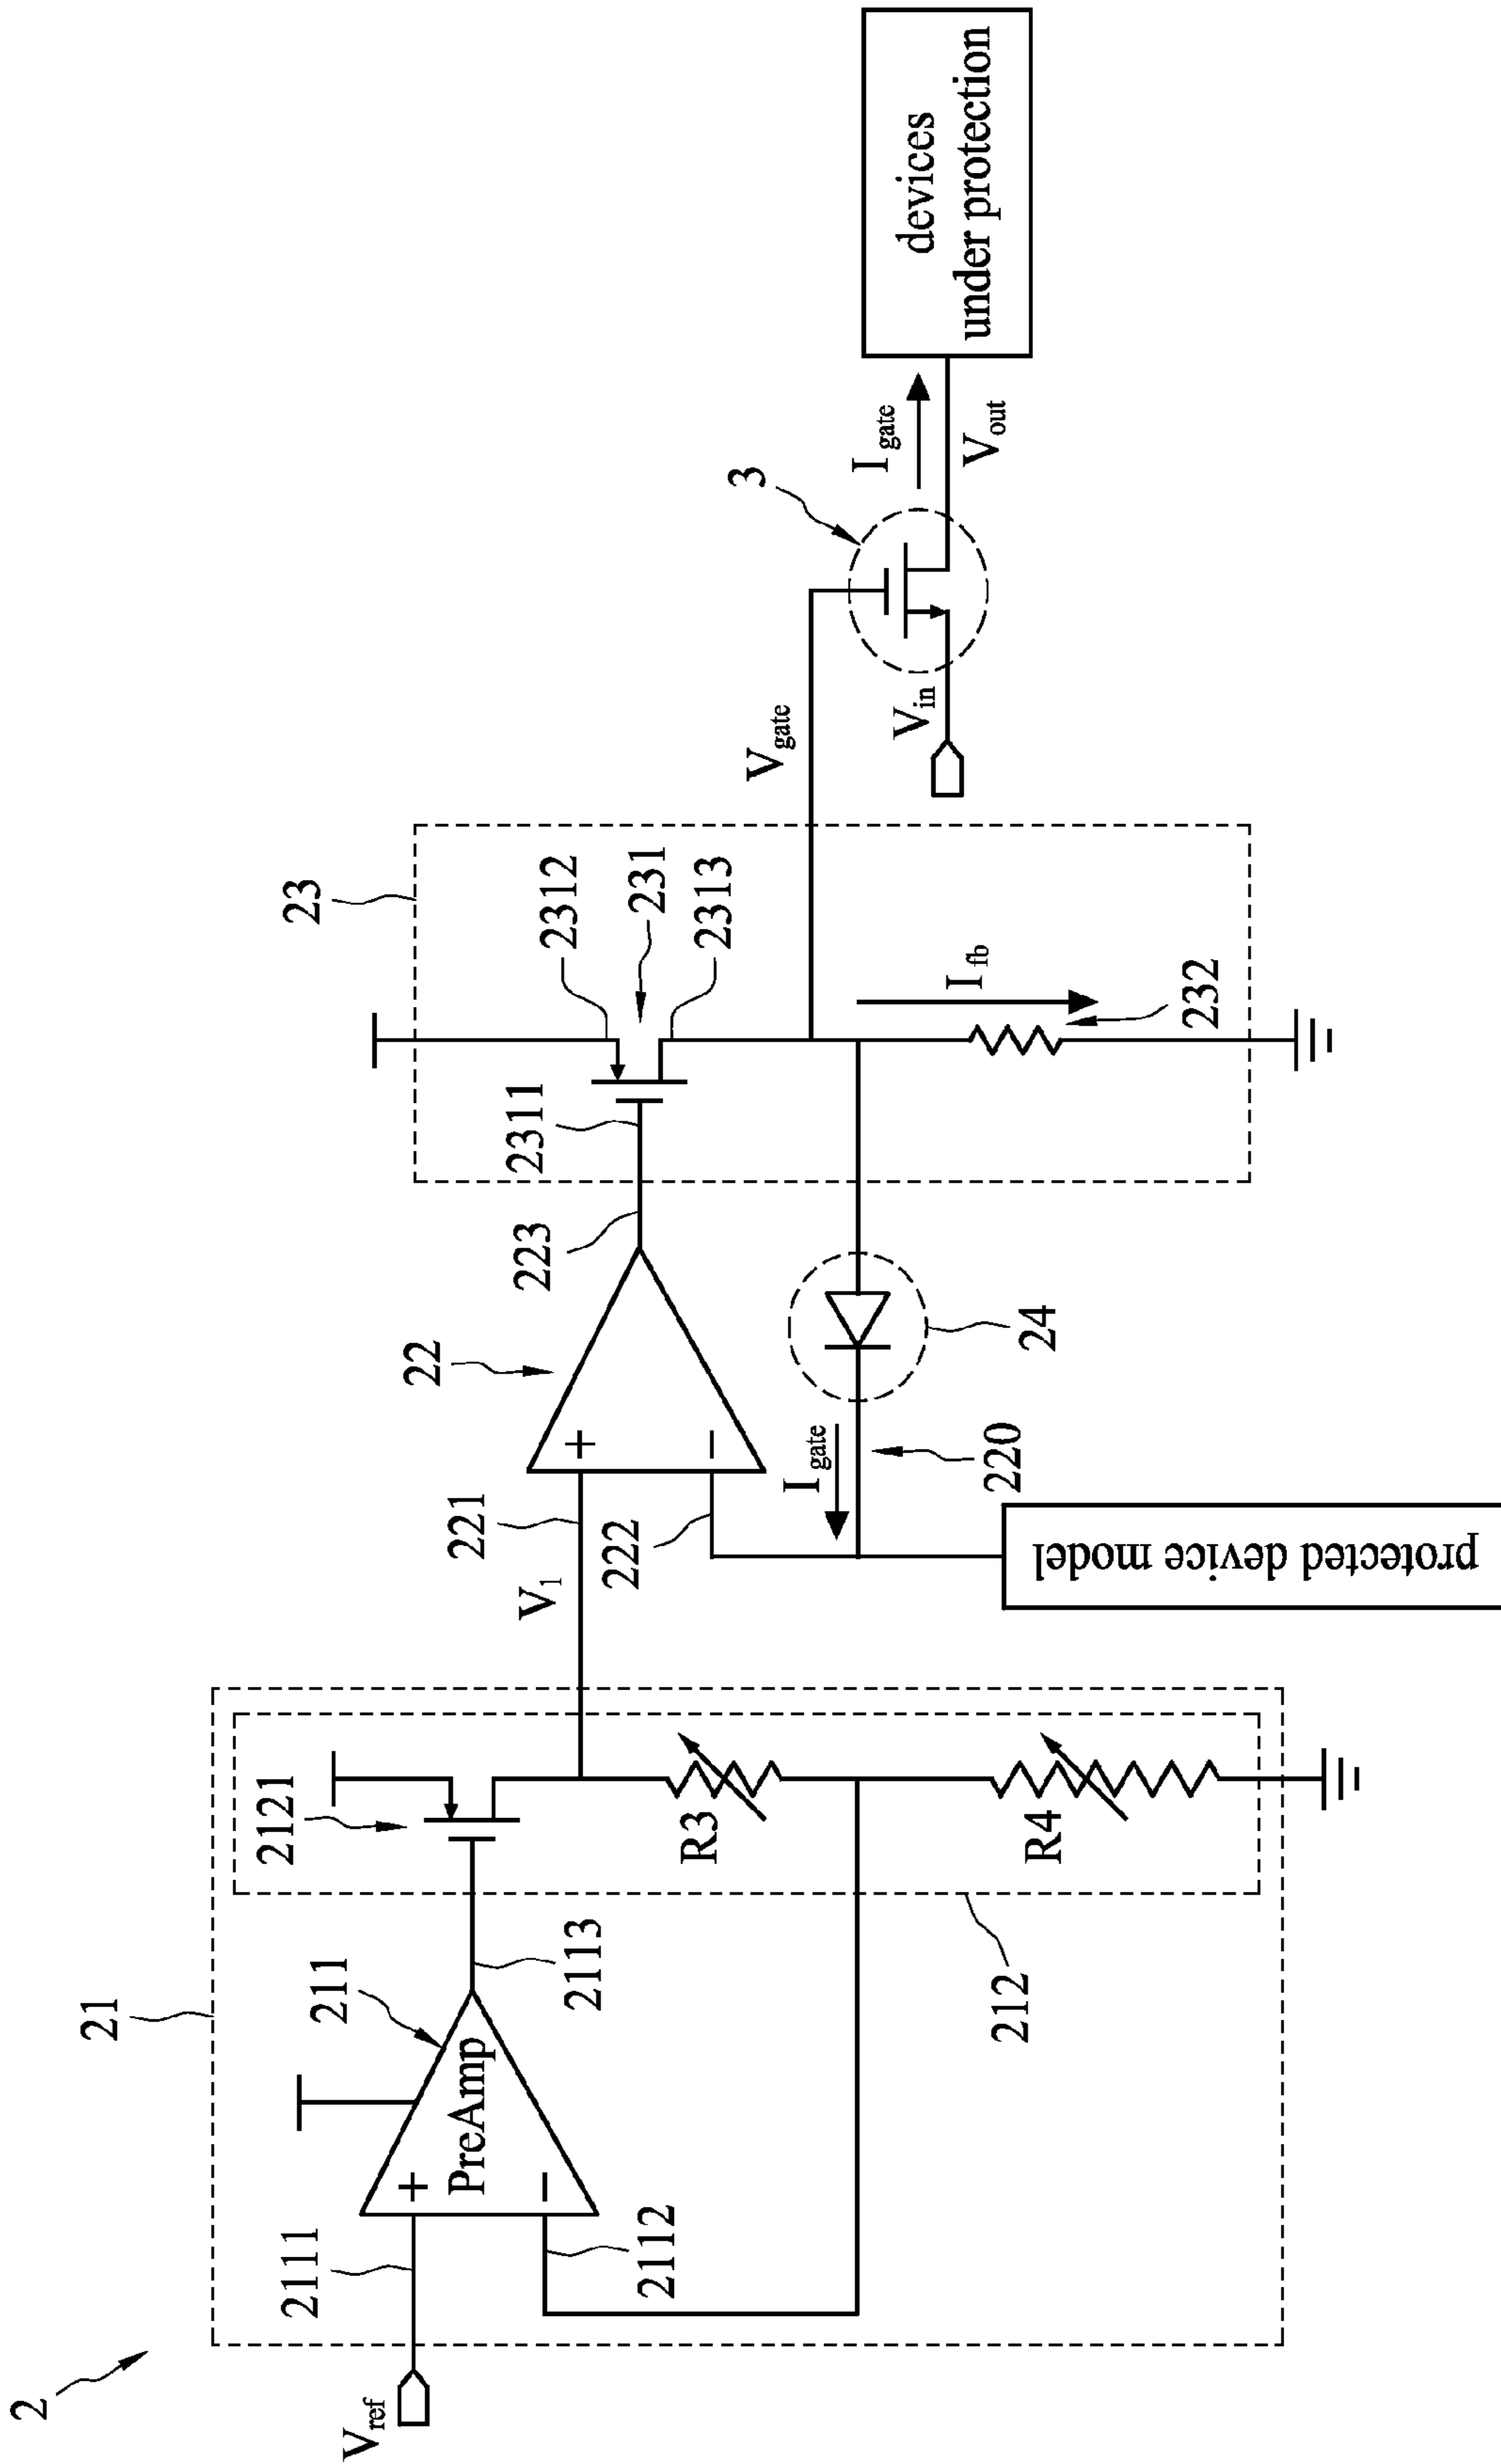 2
21
V_ref
2111
2112
PreAmp
+
−
211
2113
2121
212
R3
R4
V_1
221
222
22
+
−
223
I_gate
220
24
protected device model
23
2311
2312
231
2313
I_fb
232
V_gate
V_in
3
I_gate
V_out
devices
under protection